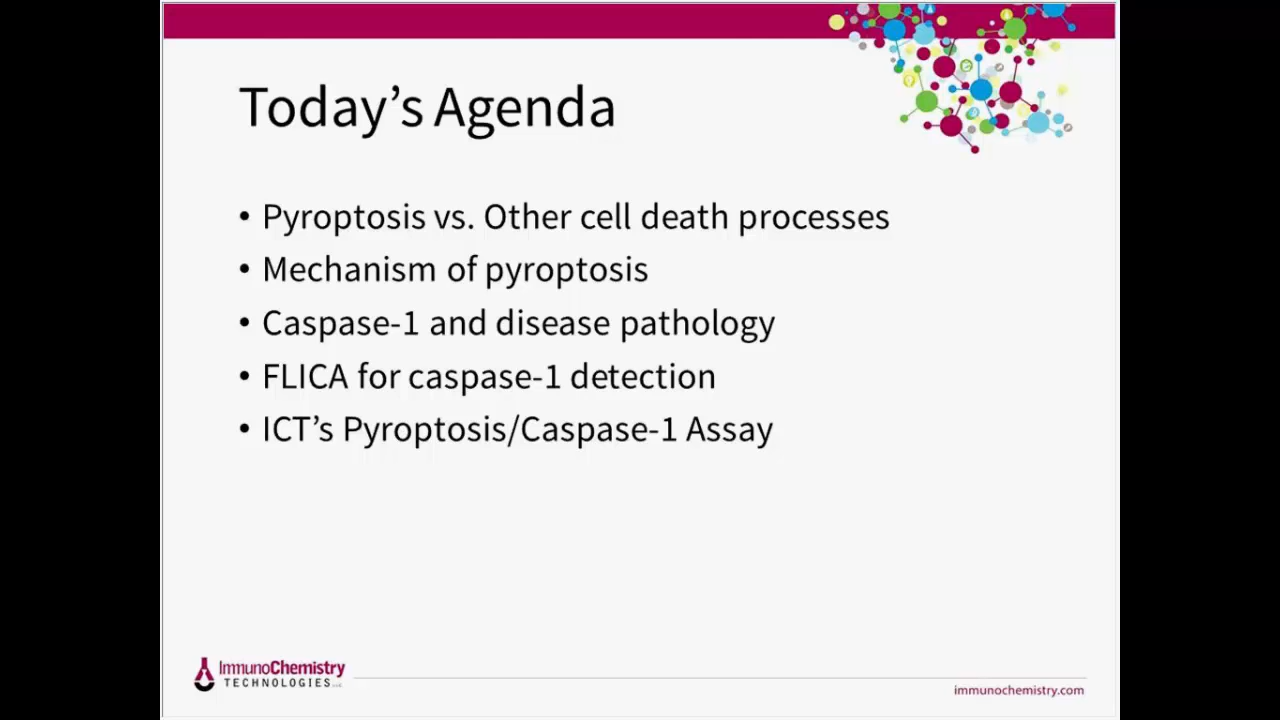 Today’s Agenda
• Pyroptosis vs. Other cell death processes
• Mechanism of pyroptosis
• Caspase-1 and disease pathology
• FLICA for caspase-1 detection
• ICT’s Pyroptosis/Caspase-1 Assay
ImmunoChemistry
TECHNOLOGIES
immunochemistry.com